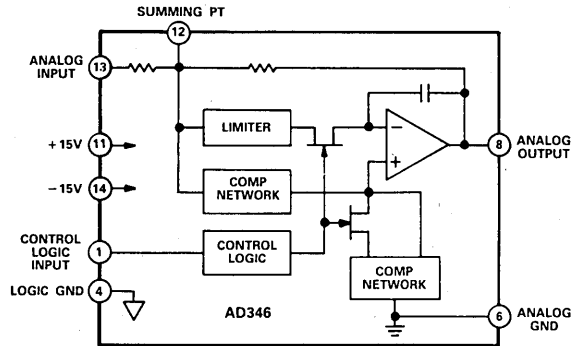 SUMMING PT
12
ANALOG
INPUT
13
LIMITER
−
+
+15V
11
8
ANALOG
OUTPUT
−15V
14
COMP
NETWORK
CONTROL
LOGIC INPUT
1
CONTROL
LOGIC
COMP
NETWORK
LOGIC GND
4
AD346
6
ANALOG
GND